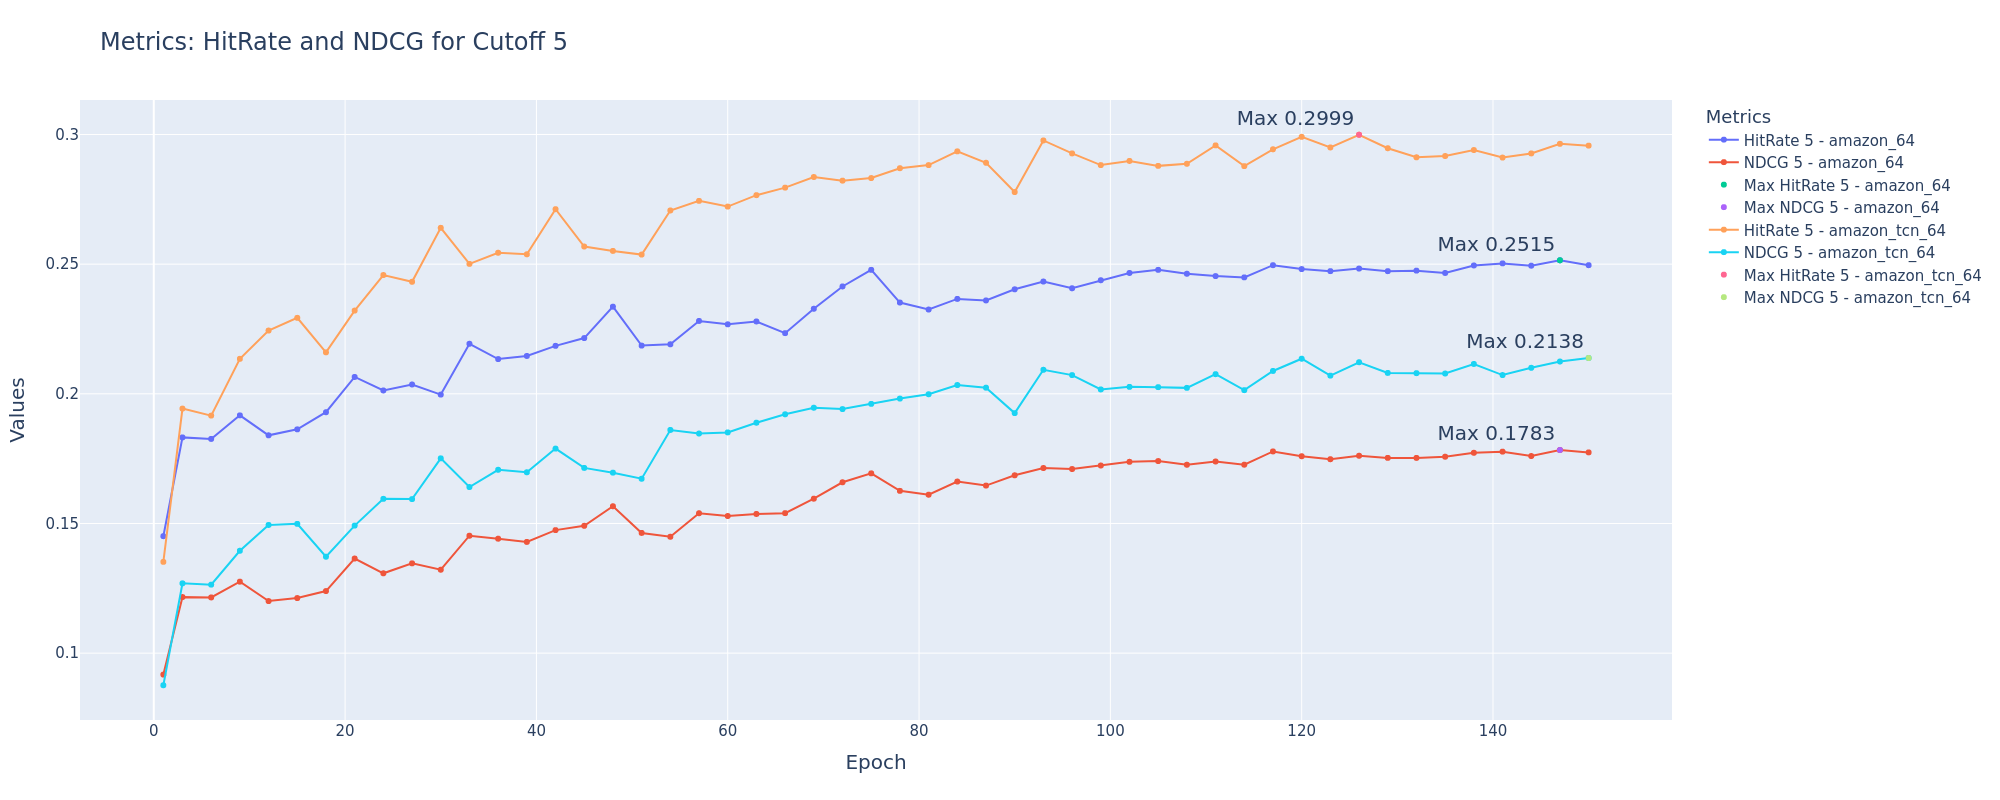 Metrics: HitRate and NDCG for Cutoff 5
Max 0.2999
Max 0.2515
Max 0.2138
Max 0.1783
0.3
0.25
0.2
0.15
0.1
Values
0 20 40 60 80 100 120 140
Epoch
Metrics
HitRate 5 - amazon_64
NDCG 5 - amazon_64
Max HitRate 5 - amazon_64
Max NDCG 5 - amazon_64
HitRate 5 - amazon_tcn_64
NDCG 5 - amazon_tcn_64
Max HitRate 5 - amazon_tcn_64
Max NDCG 5 - amazon_tcn_64